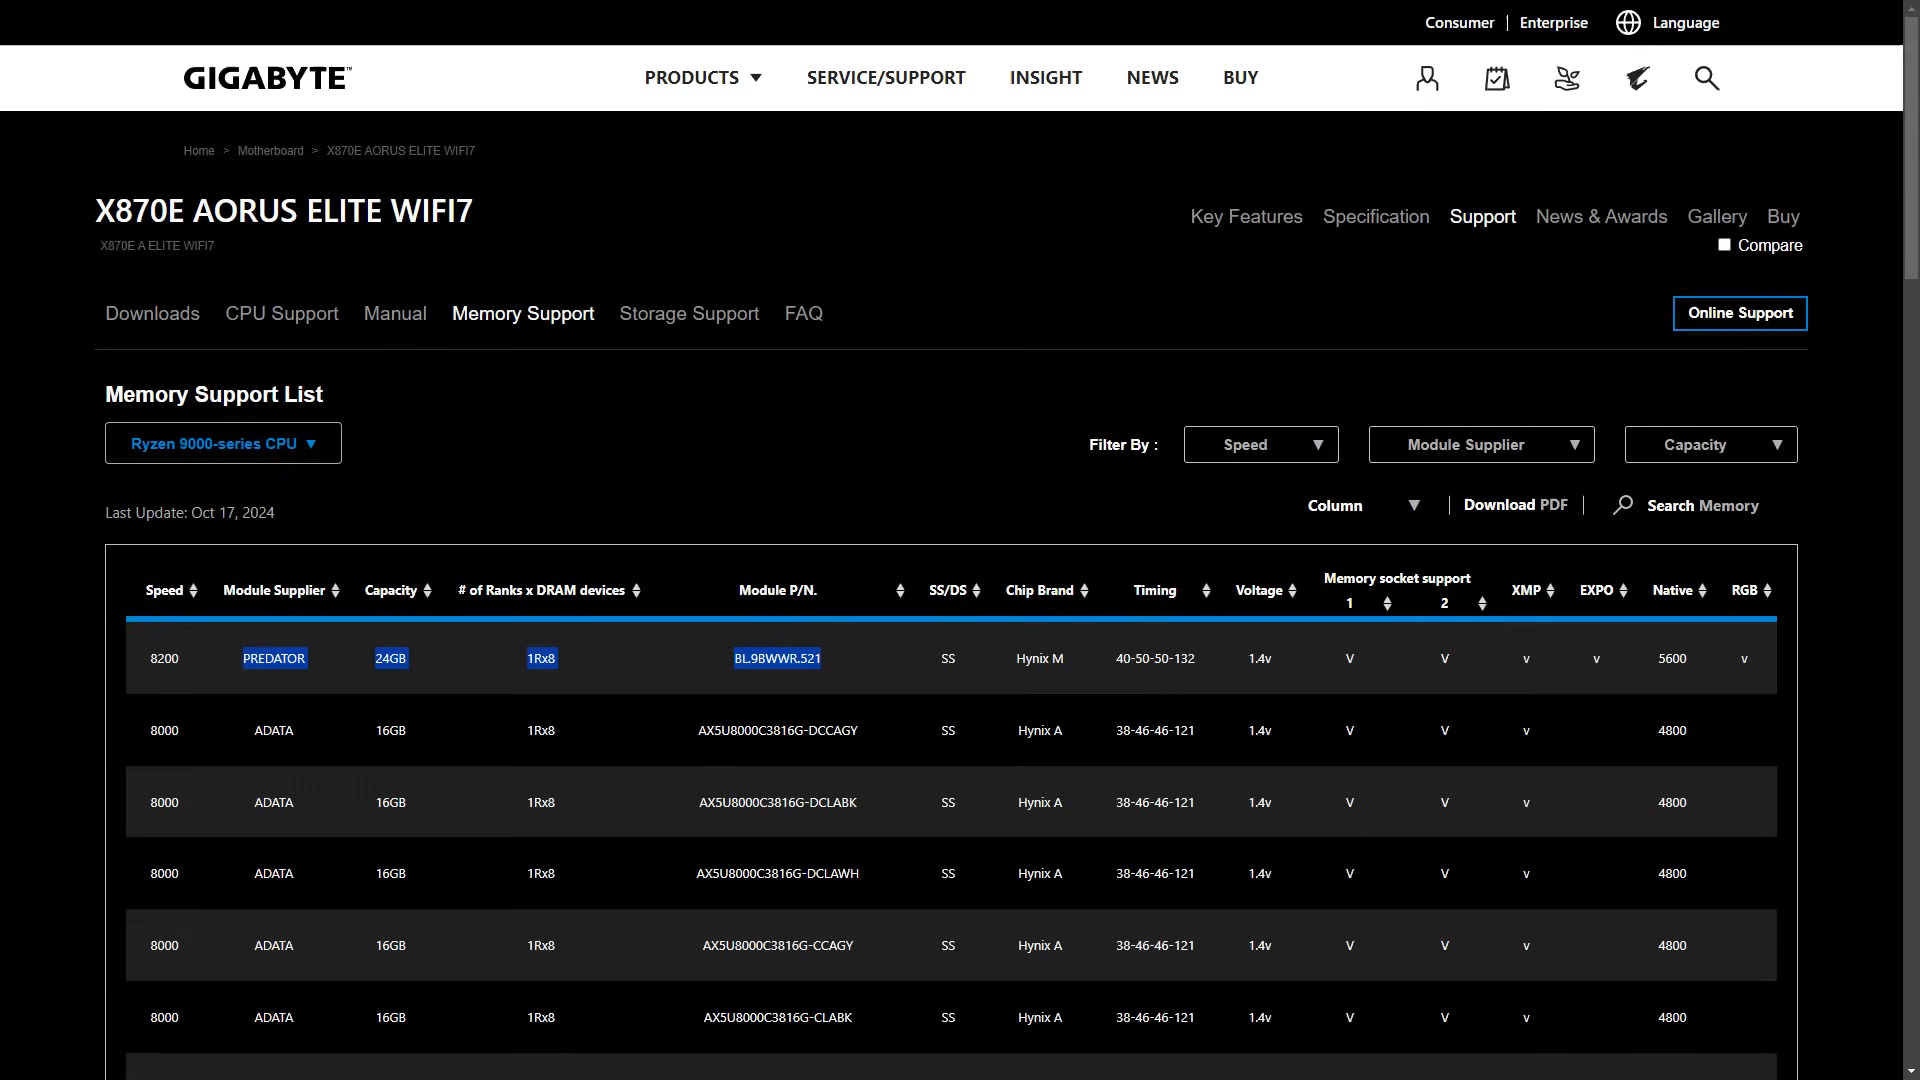 Consumer | Enterprise Language
GIGABYTE™ PRODUCTS ▼ SERVICE/SUPPORT INSIGHT NEWS BUY
Home > Motherboard > X870E AORUS ELITE WIFI7
X870E AORUS ELITE WIFI7
X870E A ELITE WIFI7
Key Features Specification Support News & Awards Gallery Buy
Compare
Downloads CPU Support Manual Memory Support Storage Support FAQ
Online Support
Memory Support List
Ryzen 9000-series CPU ▼
Filter By : Speed ▼ Module Supplier ▼ Capacity ▼
Last Update: Oct 17, 2024
Column ▼ | Download PDF | Search Memory
Speed Module Supplier Capacity # of Ranks x DRAM devices Module P/N. SS/DS Chip Brand Timing Voltage Memory socket support 1 2 XMP EXPO Native RGB
8200 PREDATOR 24GB 1Rx8 BL.9BWWR.521 SS Hynix M 40-50-50-132 1.4v V V v v 5600 v
8000 ADATA 16GB 1Rx8 AX5U8000C3816G-DCCAGY SS Hynix A 38-46-46-121 1.4v V V v 4800
8000 ADATA 16GB 1Rx8 AX5U8000C3816G-DCLABK SS Hynix A 38-46-46-121 1.4v V V v 4800
8000 ADATA 16GB 1Rx8 AX5U8000C3816G-DCLAWH SS Hynix A 38-46-46-121 1.4v V V v 4800
8000 ADATA 16GB 1Rx8 AX5U8000C3816G-CCAGY SS Hynix A 38-46-46-121 1.4v V V v 4800
8000 ADATA 16GB 1Rx8 AX5U8000C3816G-CLABK SS Hynix A 38-46-46-121 1.4v V V v 4800